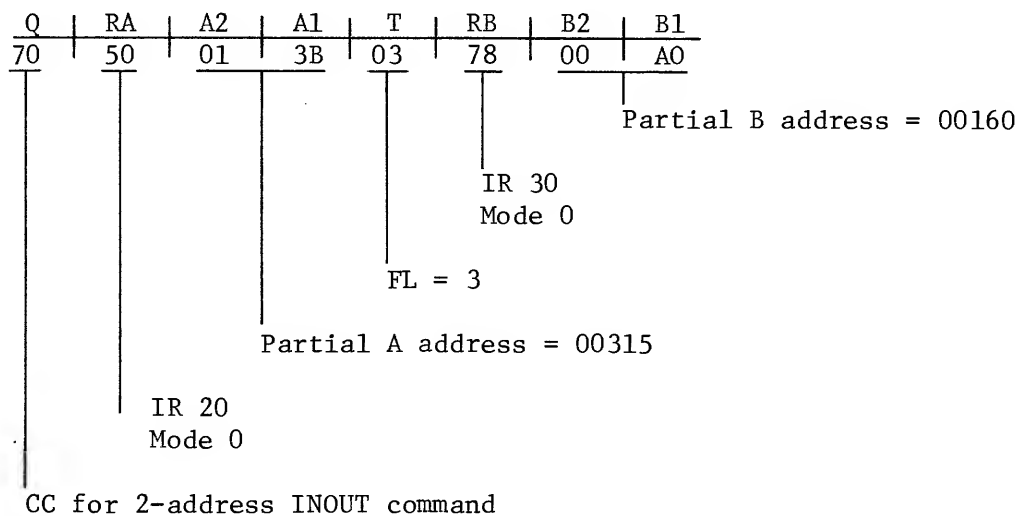 Q | RA | A2 | A1 | T | RB | B2 | B1
70 | 50 | 01 | 3B | 03 | 78 | 00 | A0
Partial B address = 00160
IR 30
Mode 0
FL = 3
Partial A address = 00315
IR 20
Mode 0
CC for 2-address INOUT command